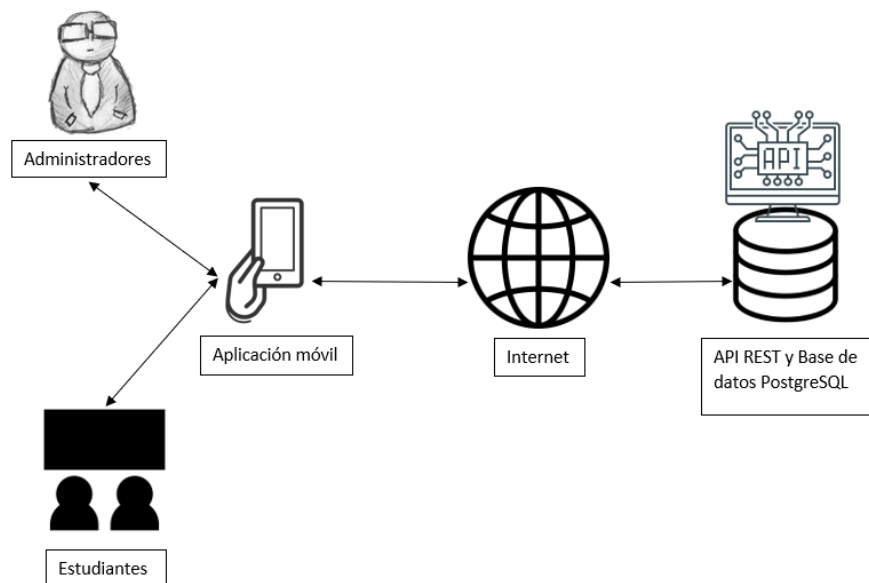 Administradores
API
Aplicación móvil
Internet
API REST y Base de
datos PostgreSQL
Estudiantes